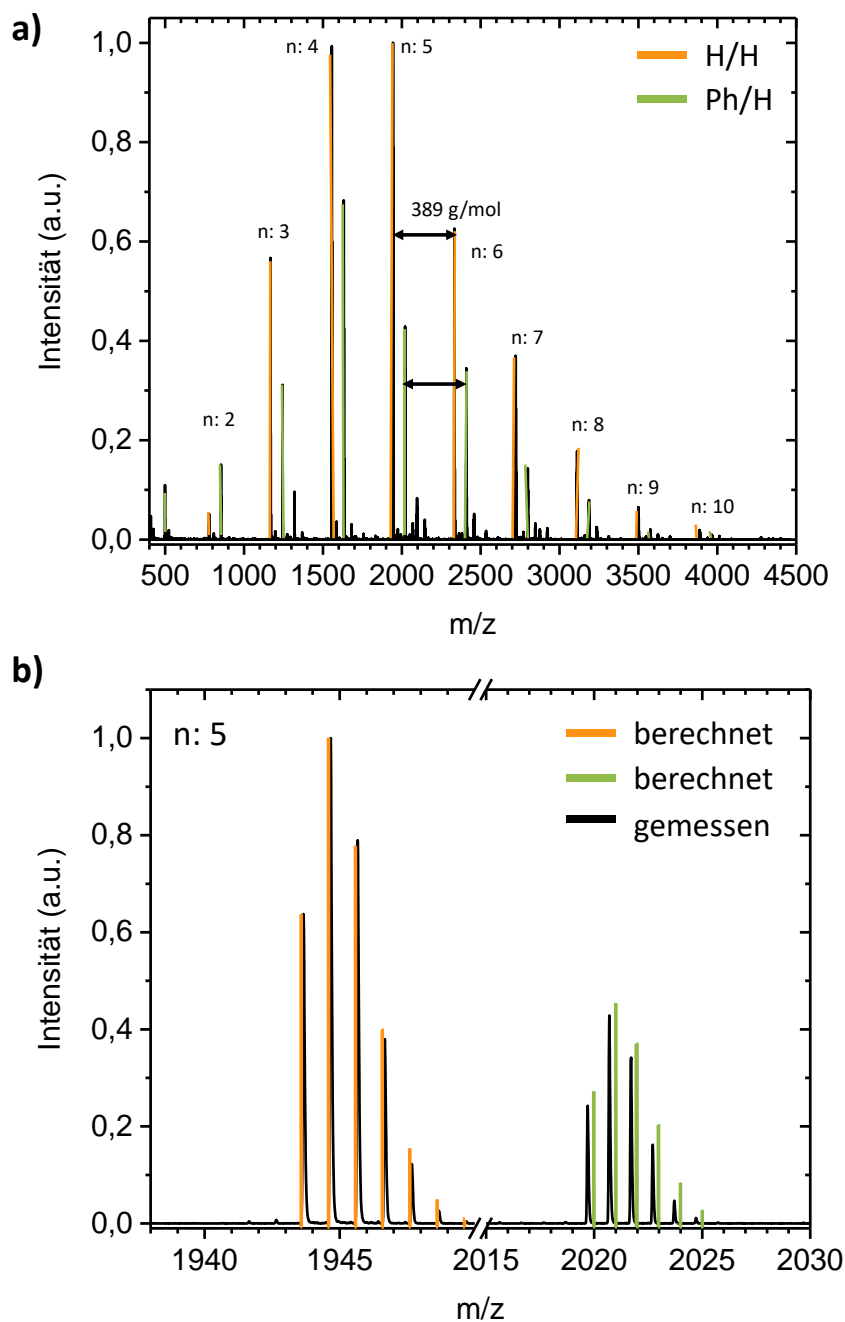 a)
n: 4
n: 5
H/H
Ph/H
n: 3
389 g/mol
n: 6
n: 7
n: 2
n: 8
n: 9
n: 10
1,0
0,8
0,6
0,4
0,2
0,0
Intensität (a.u.)
500 1000 1500 2000 2500 3000 3500 4000 4500
m/z
b)
n: 5
berechnet
berechnet
gemessen
1,0
0,8
0,6
0,4
0,2
0,0
Intensität (a.u.)
1940 1945 2015 2020 2025 2030
m/z